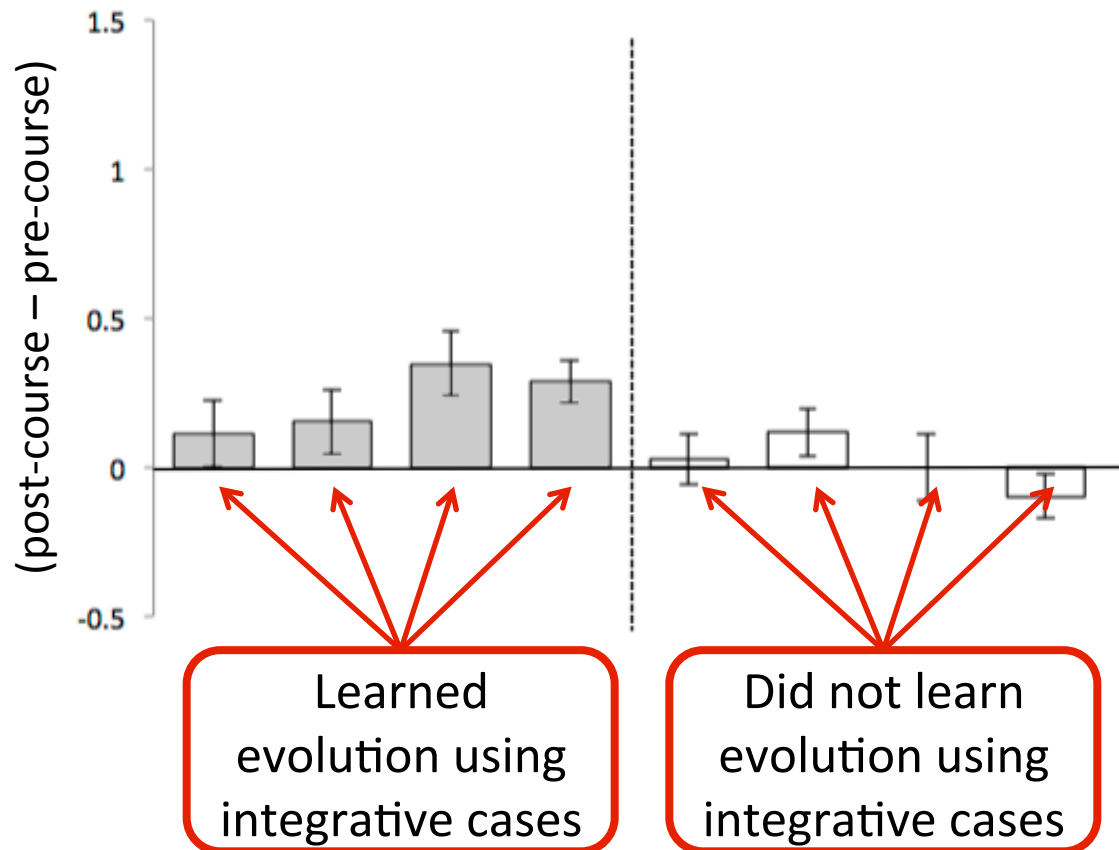 (post-course – pre-course)
1.5
1
0.5
0
-0.5
Learned
evolution using
integrative cases
Did not learn
evolution using
integrative cases